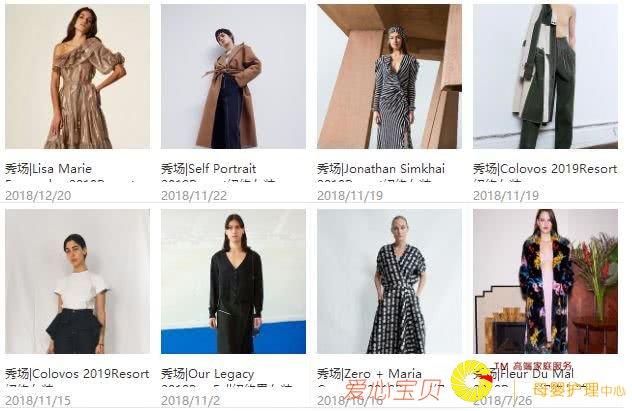 秀场|Lisa Marie
2018/12/20
秀场|Self Portrait
2018/11/22
秀场|Jonathan Simkhai
2018/11/19
秀场|Colovos 2019Resort
2018/11/19
秀场|Colovos 2019Resort
2018/11/15
秀场|Our Legacy
2018/11/2
秀场|Zero + Maria
2018/10/16
秀场|Fleur Du Mal
2018/7/26
爱心宝贝
TM 高端家庭服务
母婴护理中心